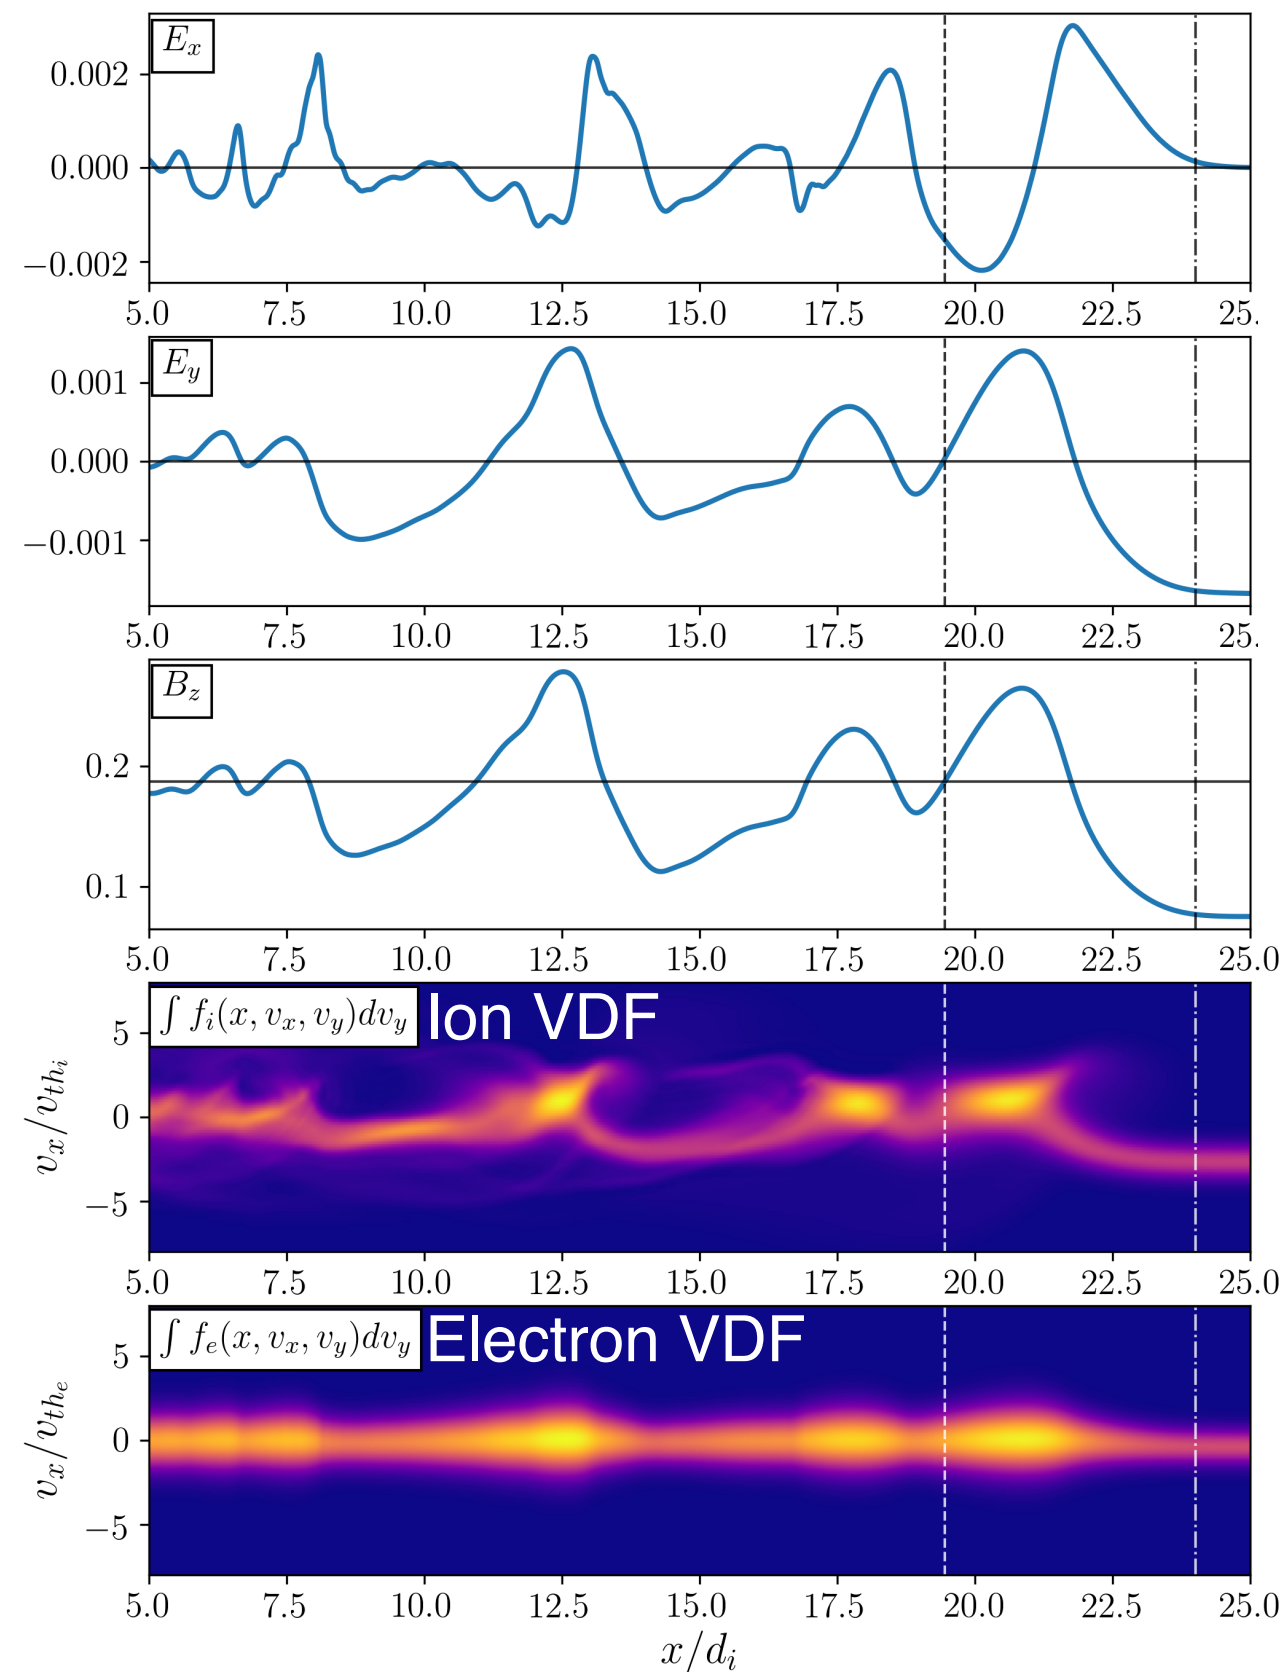 E_x
0.002
0.000
−0.002
5.0 7.5 10.0 12.5 15.0 17.5 20.0 22.5 25.
E_y
0.001
0.000
−0.001
5.0 7.5 10.0 12.5 15.0 17.5 20.0 22.5 25.0
B_z
0.2
0.1
5.0 7.5 10.0 12.5 15.0 17.5 20.0 22.5 25.0
∫ f_i(x, v_x, v_y)dv_y Ion VDF
5
0
−5
v_x/v_{th_i}
5.0 7.5 10.0 12.5 15.0 17.5 20.0 22.5 25.0
∫ f_e(x, v_x, v_y)dv_y Electron VDF
5
0
−5
v_x/v_{th_e}
5.0 7.5 10.0 12.5 15.0 17.5 20.0 22.5 25.0
x/d_i